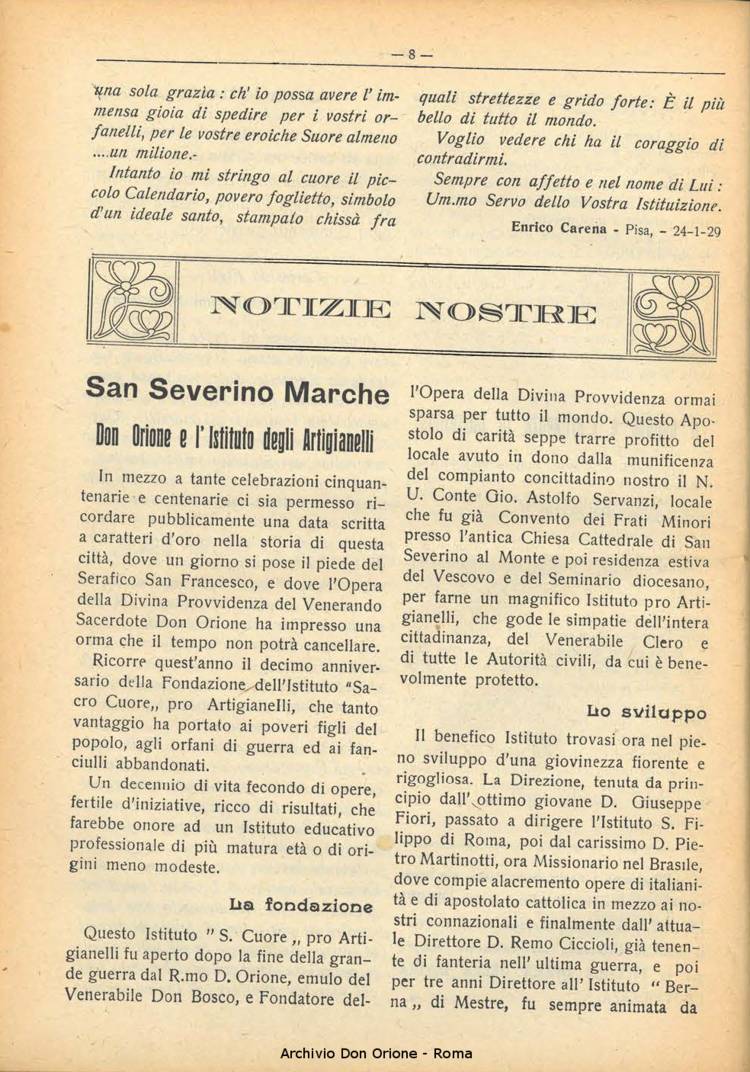 — 8 —
una sola grazia : ch' io possa avere l' im-
mensa gioia di spedire per i vostri or-
fanelli, per le vostre eroiche Suore almeno
....un milione.-
Intanto io mi stringo al cuore il pic-
colo Calendario, povero foglietto, simbolo
d'un ideale santo, stampato chissà fra
quali strettezze e grido forte: È il più
bello di tutto il mondo.
Voglio vedere chi ha il coraggio di
contradirmi.
Sempre con affetto e nel nome di Lui :
Um.mo Servo dello Vostra Istituizione.
Enrico Carena - Pisa, - 24-1-29
NOTIZIE NOSTRE
San Severino Marche
Don Orione e l' Istituto degli Artigianelli
In mezzo a tante celebrazioni cinquan-
tenarie e centenarie ci sia permesso ri-
cordare pubblicamente una data scritta
a caratteri d'oro nella storia di questa
città, dove un giorno si pose il piede del
Serafico San Francesco, e dove l'Opera
della Divina Provvidenza del Venerando
Sacerdote Don Orione ha impresso una
orma che il tempo non potrà cancellare.
Ricorre quest'anno il decimo anniver-
sario della Fondazione dell'Istituto "Sa-
cro Cuore,, pro Artigianelli, che tanto
vantaggio ha portato ai poveri figli del
popolo, agli orfani di guerra ed ai fan-
ciulli abbandonati.
Un decennio di vita fecondo di opere,
fertile d'iniziative, ricco di risultati, che
farebbe onore ad un Istituto educativo
professionale di più matura età o di ori-
gini meno modeste.
La fondazione
Questo Istituto " S. Cuore ,, pro Arti-
gianelli fu aperto dopo la fine della gran-
de guerra dal R.mo D. Orione, emulo del
Venerabile Don Bosco, e Fondatore del-
l'Opera della Divina Provvidenza ormai
sparsa per tutto il mondo. Questo Apo-
stolo di carità seppe trarre profitto del
locale avuto in dono dalla munificenza
del compianto concittadino nostro il N.
U. Conte Gio. Astolfo Servanzi, locale
che fu già Convento dei Frati Minori
presso l'antica Chiesa Cattedrale di San
Severino al Monte e poi residenza estiva
del Vescovo e del Seminario diocesano,
per farne un magnifico Istituto pro Arti-
gianelli, che gode le simpatie dell'intera
cittadinanza, del Venerabile Clero e
di tutte le Autorità civili, da cui è bene-
volmente protetto.
Lo sviluppo
Il benefico Istituto trovasi ora nel pie-
no sviluppo d'una giovinezza fiorente e
rigogliosa. La Direzione, tenuta da prin-
cipio dall' ottimo giovane D. Giuseppe
Fiori, passato a dirigere l'Istituto S. Fi-
lippo di Roma, poi dal carissimo D. Pie-
tro Martinotti, ora Missionario nel Brasile,
dove compie alacremento opere di italiani-
tà e di apostolato cattolica in mezzo ai no-
stri connazionali e finalmente dall' attua-
le Direttore D. Remo Ciccioli, già tenen-
te di fanteria nell' ultima guerra, e poi
per tre anni Direttore all' Istituto " Ber-
na ,, di Mestre, fu sempre animata da
Archivio Don Orione - Roma